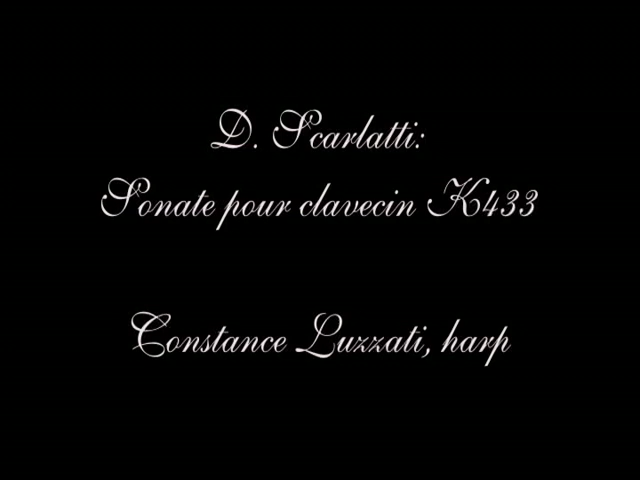 D. Scarlatti:
Sonate pour clavecin K433
Constance Luzzati, harp